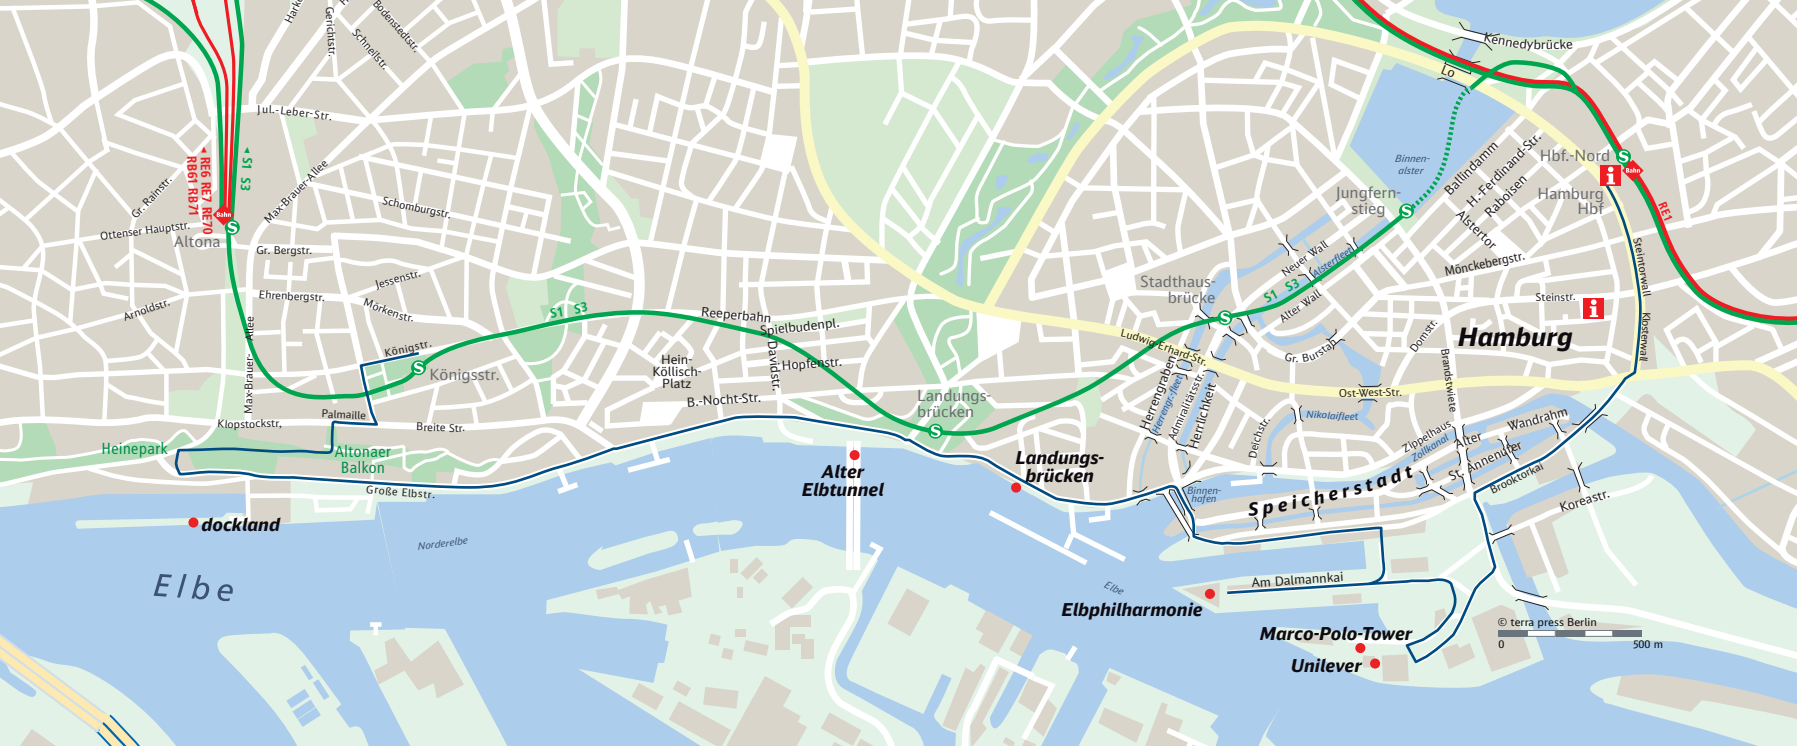 Gerichtstr.
Schnellstr.
Bodenstedtstr.
Kennedybrücke
Lo
Jul.-Leber-Str.
RE6 RE7 RE70
RB61 RB71
S1 S3
Bahn
S
Altona
Gr. Rainstr.
Ottenser Hauptstr.
Max-Brauer-Allee
Schomburgstr.
Gr. Bergstr.
Jessenstr.
Ehrenbergstr.
Mörkenstr.
Arnoldstr.
Max-Brauer-
Allee
Königstr.
S
Königsstr.
Palmaille
Klopstockstr,
Breite Str.
Heinepark
Altonaer
Balkon
Große Elbstr.
dockland
Norderelbe
Elbe
S1 S3
Reeperbahn
Spielbudenpl.
Davidstr.
Hopfenstr.
Hein-
Köllisch-
Platz
B.-Nocht-Str.
Landungs-
brücken
S
Alter
Elbtunnel
Landungs-
brücken
Binnen-
alster
Jungfern-
stieg
S
Ballindamm
H.-Ferdinand-Str.
Raboisen
Alstertor
Hbf.-Nord
S
Bahn
i
Hamburg
Hbf
RE1
Mönckebergstr.
Steintorwall
Steinstr.
i
Klosterwall
Hamburg
Stadthaus-
brücke
S
S1 S3
Neuer Wall
Alsterfleet
Alter Wall
Gr. Burstah
Domstr.
Brandstwiete
Ludwig-Erhard-Str.
Ost-West-Str.
Herrengraben
Herrengr.-fleet
Admiralitätsstr.
Herrlichkeit
Deichstr.
Nikolaifleet
Zippelhaus
Zollkanal
Alter
Wandrahm
St. Annenufer
Brooktorkai
Koreastr.
Speicherstadt
Binnen-
hafen
Elbe
Am Dalmannkai
Elbphilharmonie
Marco-Polo-Tower
Unilever
© terra press Berlin
0 500 m